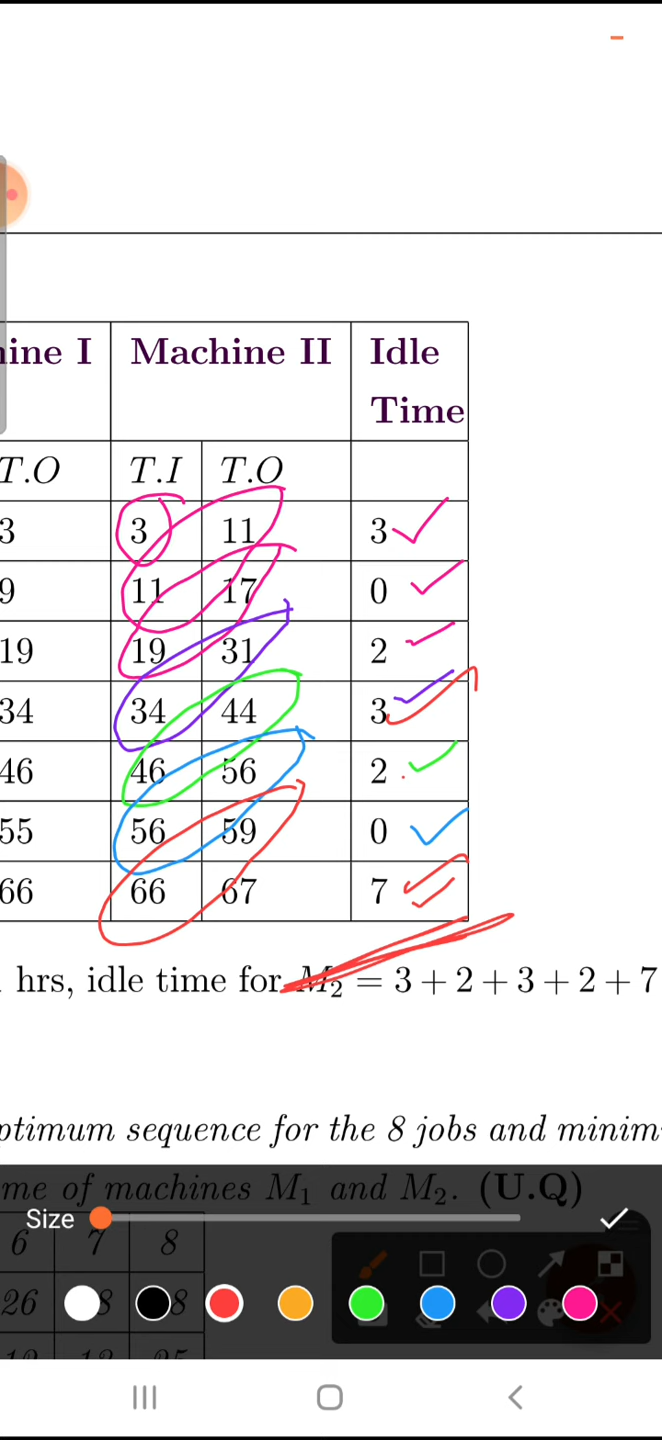 ine I Machine II Idle
Time
T.O T.I T.O
3 3 11 3
9 11 17 0
19 19 31 2
34 34 44 3
46 46 56 2
55 56 59 0
66 66 67 7
hrs, idle time for M₂ = 3 + 2 + 3 + 2 + 7
ptimum sequence for the 8 jobs and minim
me of machines M₁ and M₂. (U.Q)
Size
6 7 8
26 8 8